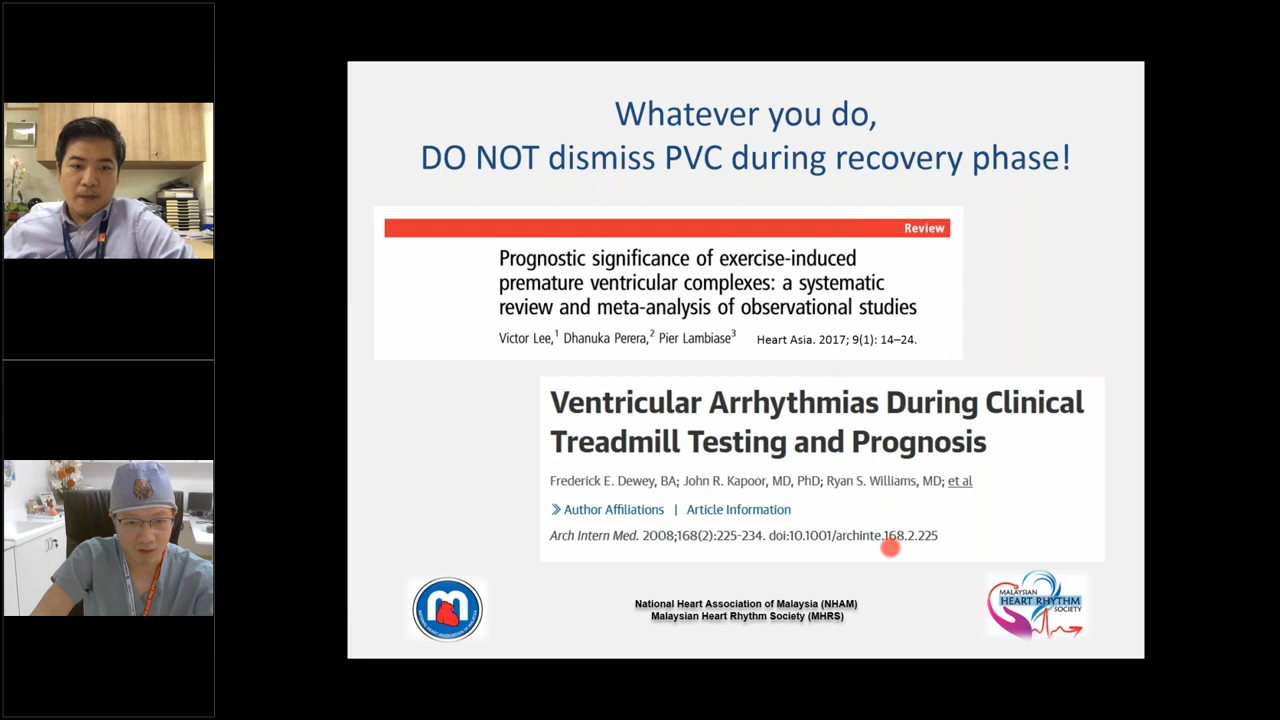 Whatever you do,
DO NOT dismiss PVC during recovery phase!
Review
Prognostic significance of exercise-induced
premature ventricular complexes: a systematic
review and meta-analysis of observational studies
Victor Lee,1 Dhanuka Perera,2 Pier Lambiase3 Heart Asia. 2017; 9(1): 14–24.
Ventricular Arrhythmias During Clinical
Treadmill Testing and Prognosis
Frederick E. Dewey, BA; John R. Kapoor, MD, PhD; Ryan S. Williams, MD; et al
Author Affiliations | Article Information
Arch Intern Med. 2008;168(2):225-234. doi:10.1001/archinte.168.2.225
National Heart Association of Malaysia (NHAM)
Malaysian Heart Rhythm Society (MHRS)
MALAYSIAN
HEART RHYTHM
SOCIETY